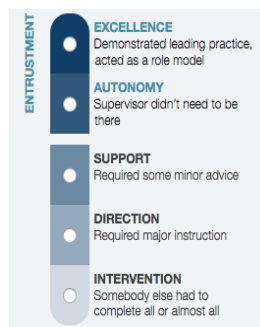 ENTRUSTMENT
EXCELLENCE
Demonstrated leading practice,
acted as a role model
AUTONOMY
Supervisor didn't need to be
there
SUPPORT
Required some minor advice
DIRECTION
Required major instruction
INTERVENTION
Somebody else had to
complete all or almost all